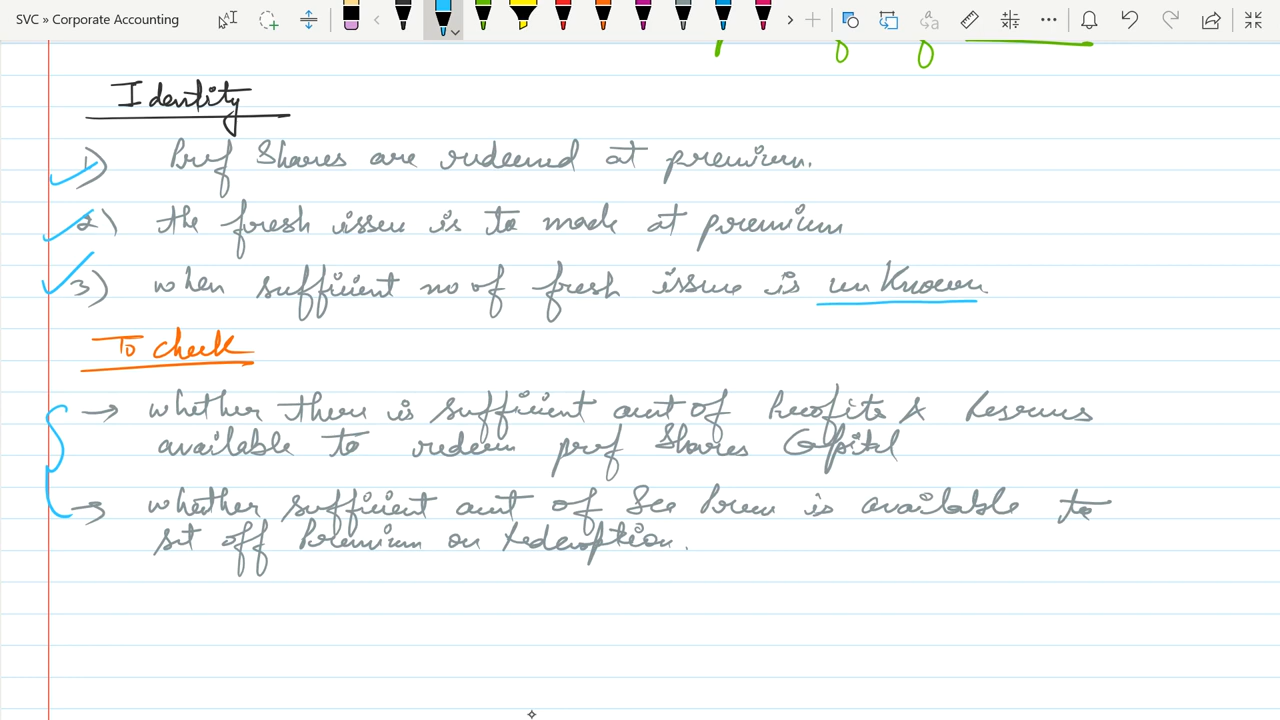 SVC » Corporate Accounting
Identity
1) Pref Shares are redeemed at premium.
2) the fresh issue is to made at premium
3) when sufficient no of fresh issue is unknown
To check
→ whether there is sufficient amt of Profits & Reserves
available to redeem pref Shares Capital
→ whether sufficient amt of Sec Prem is available to
set off Premium on redemption.